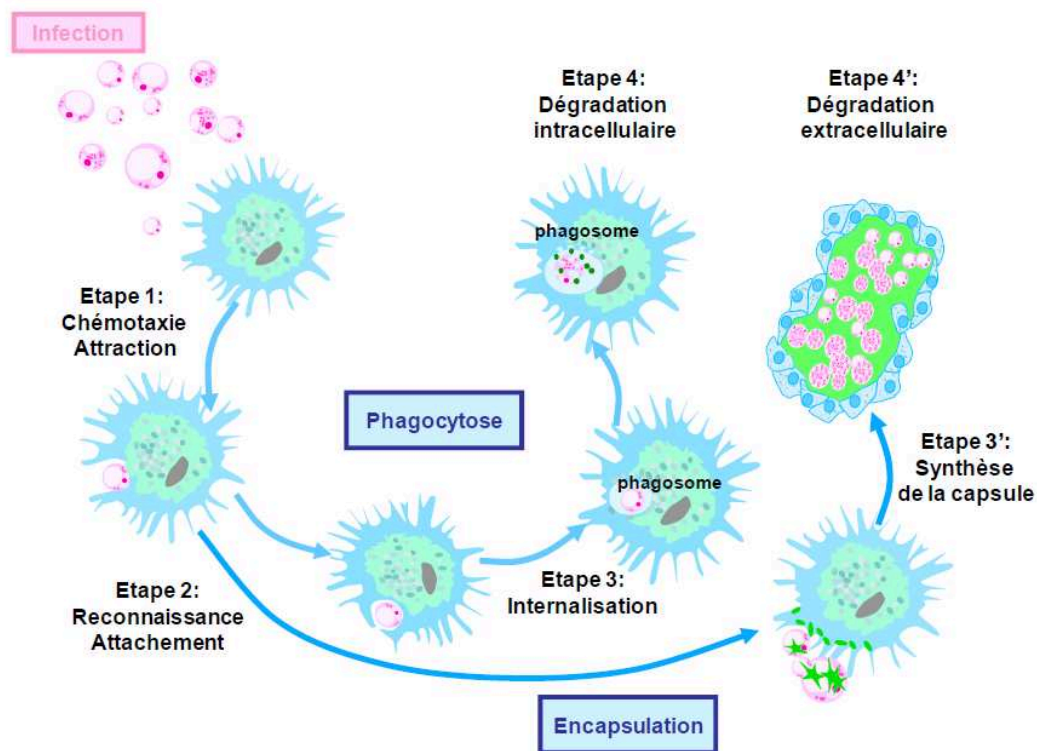 Infection
Etape 4:
Dégradation
intracellulaire
Etape 4':
Dégradation
extracellulaire
phagosome
Etape 1:
Chémotaxie
Attraction
Phagocytose
phagosome
Etape 3':
Synthèse
de la capsule
Etape 2:
Reconnaissance
Attachement
Etape 3:
Internalisation
Encapsulation